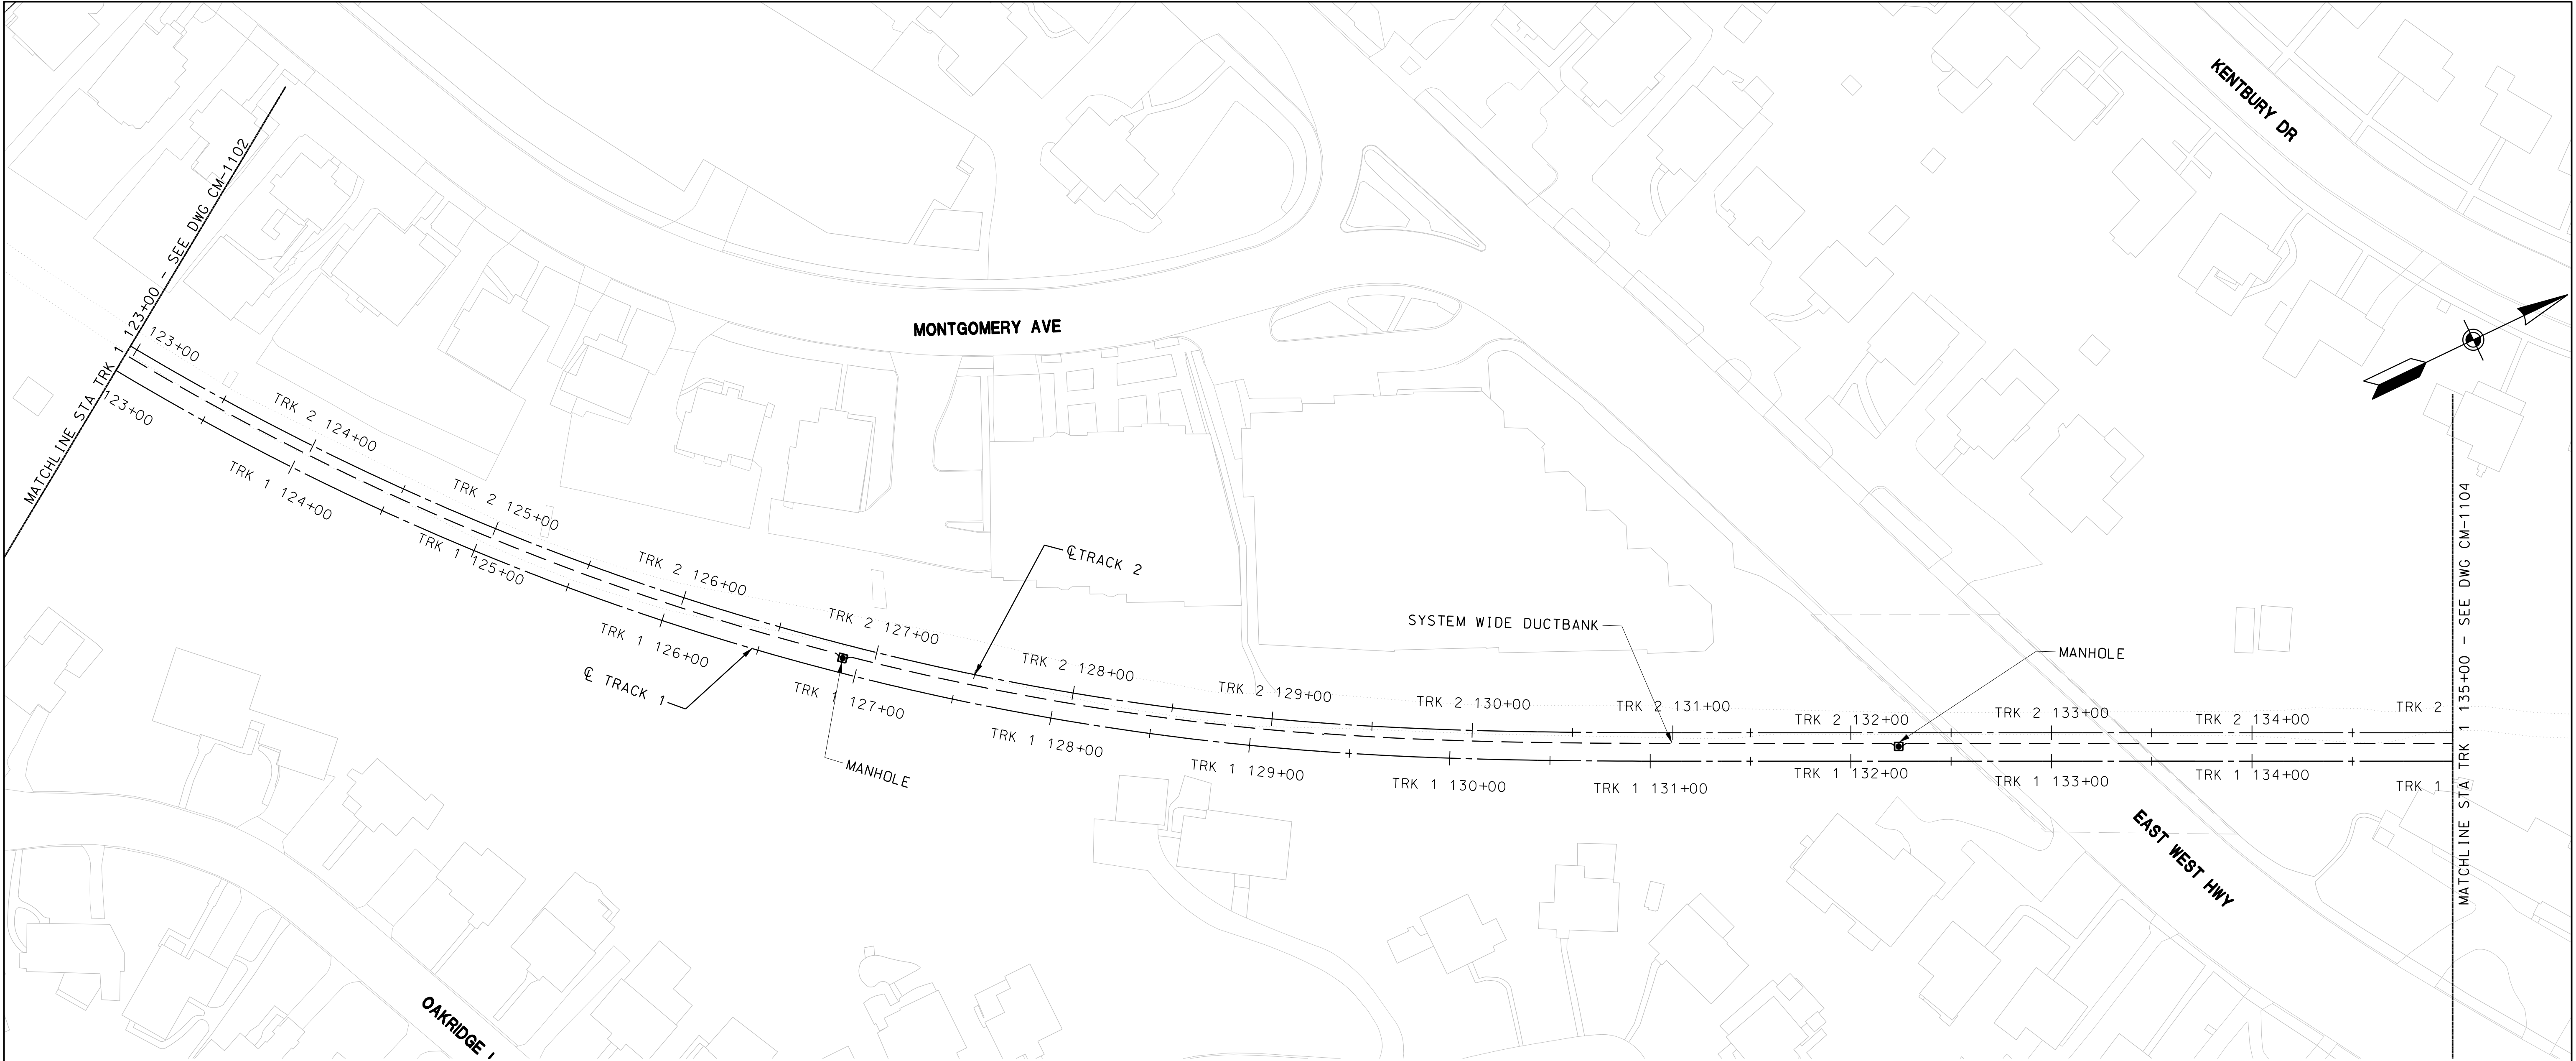 KENTBURY DR
MONTGOMERY AVE
MATCHLINE STA TRK 1 123+00 - SEE DWG CM-1102
123+00
123+00
TRK 2 124+00
TRK 1 124+00
TRK 2 125+00
TRK 1 125+00
TRK 2 126+00
TRK 1 126+00
TRK 2 127+00
TRK 1 127+00
℄ TRACK 2
℄ TRACK 1
MANHOLE
TRK 2 128+00
TRK 1 128+00
TRK 2 129+00
TRK 1 129+00
TRK 2 130+00
TRK 1 130+00
SYSTEM WIDE DUCTBANK
TRK 2 131+00
TRK 1 131+00
TRK 2 132+00
TRK 1 132+00
MANHOLE
TRK 2 133+00
TRK 1 133+00
TRK 2 134+00
TRK 1 134+00
TRK 2
TRK 1
MATCHLINE STA TRK 1 135+00 - SEE DWG CM-1104
EAST WEST HWY
OAKRIDGE